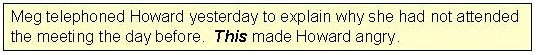 Meg telephoned Howard yesterday to explain why she had not attended
the meeting the day before.  This made Howard angry.